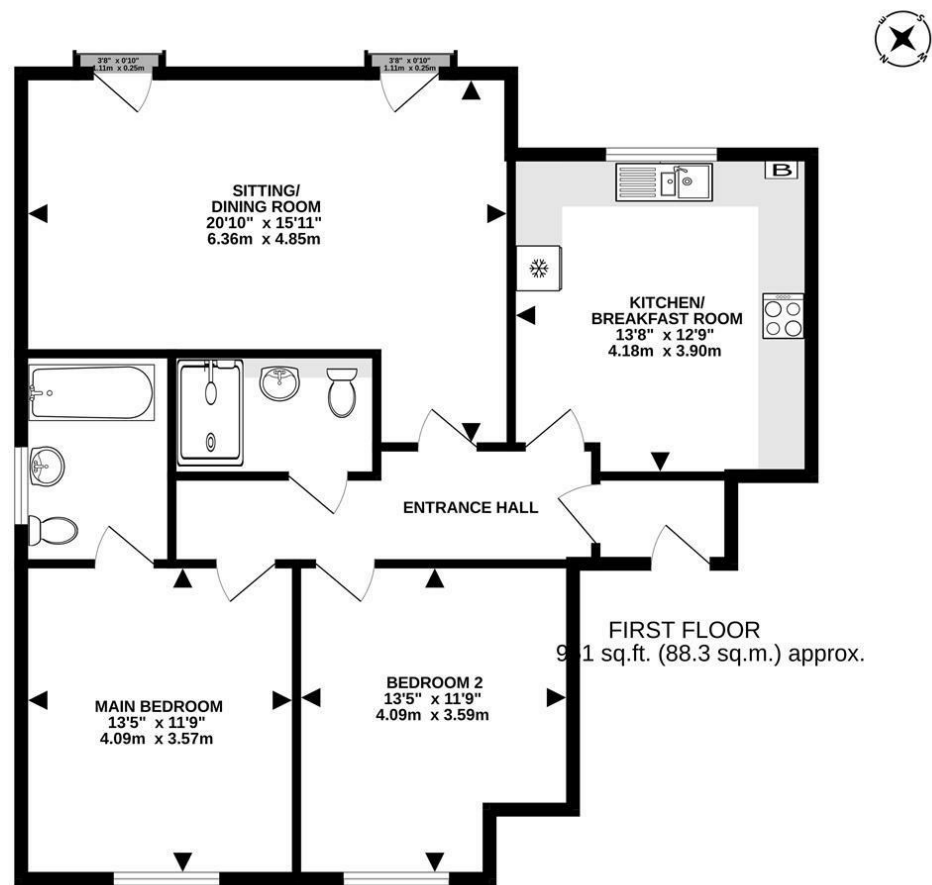 3'8" x 0'10"
1.11m x 0.25m
3'8" x 0'10"
1.11m x 0.25m
S
E
W
N
SITTING/
DINING ROOM
20'10" x 15'11"
6.36m x 4.85m
B
KITCHEN/
BREAKFAST ROOM
13'8" x 12'9"
4.18m x 3.90m
ENTRANCE HALL
FIRST FLOOR
sq.ft. (88.3 sq.m.) approx.
MAIN BEDROOM
13'5" x 11'9"
4.09m x 3.57m
BEDROOM 2
13'5" x 11'9"
4.09m x 3.59m